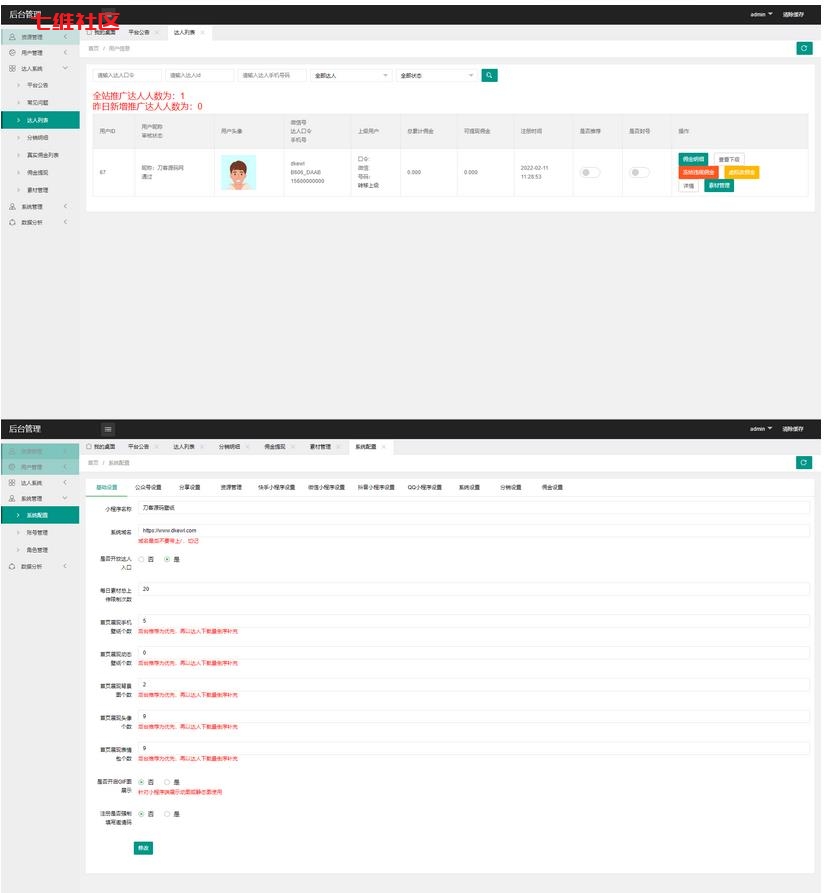 后台管理
七维社区
admin 清除缓存
资源管理
用户管理
达人系统
平台公告
常见问题
达人列表
分销明细
真实佣金列表
佣金提现
素材管理
系统管理
数据分析
我的桌面 平台公告 达人列表
首页 / 用户信息
请输入达人口令 请输入达人id 请输入达人手机号码 全部达人 全部状态
全站推广达人人数为：1
昨日新增推广达人人数为：0
用户ID 用户昵称 审核状态 用户头像 微信号 达人口令 手机号 上级用户 总累计佣金 可提现佣金 注册时间 是否推荐 是否封号 操作
67
昵称：刀客源码网
通过
dkewl
B606_DAAB
15600000000
口令:
微信:
号码:
转移上级
0.000 0.000
2022-02-11
11:28:53
佣金明细 查看下级
冻结违规佣金
详情 素材管理
后台管理
admin 清除缓存
资源管理
用户管理
达人系统
系统管理
系统配置
账号管理
角色管理
数据分析
我的桌面 平台公告 达人列表 分销明细 佣金提现 素材管理 系统配置
首页 / 系统配置
基础设置 公众号设置 分享设置 资源管理 快手小程序设置 微信小程序设置 抖音小程序设置 QQ小程序设置 系统设置 分销设置 佣金设置
小程序名称 刀客源码壁纸
系统域名 https://www.dkewl.com
域名最后不要带上/，切记
是否开放达人入口 否 是
每日素材总上传限制次数 20
首页展现手机壁纸个数 5
后台推荐为优先，再以达人下载量倒序补充
首页展现动态壁纸个数 0
后台推荐为优先，再以达人下载量倒序补充
首页展现背景图个数 2
后台推荐为优先，再以达人下载量倒序补充
首页展现头像个数 9
后台推荐为优先，再以达人下载量倒序补充
首页展现表情包个数 9
后台推荐为优先，再以达人下载量倒序补充
是否开启GIF图展示 否 是
注册是否强制填写邀请码 否 是
修改